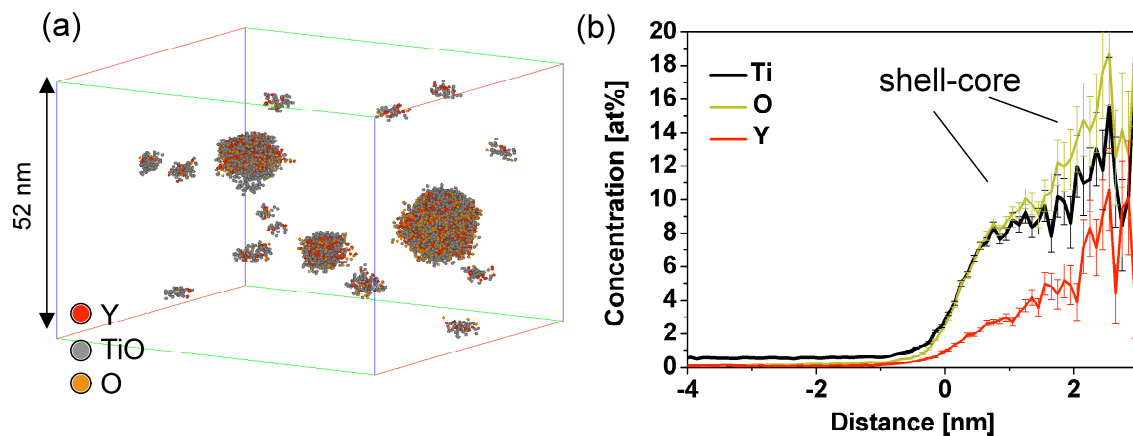 (a)
52 nm
Y
TiO
O
(b)
20
18
16
14
12
10
8
6
4
2
0
Concentration [at%]
Ti
O
Y
shell-core
-4
-2
0
2
Distance [nm]